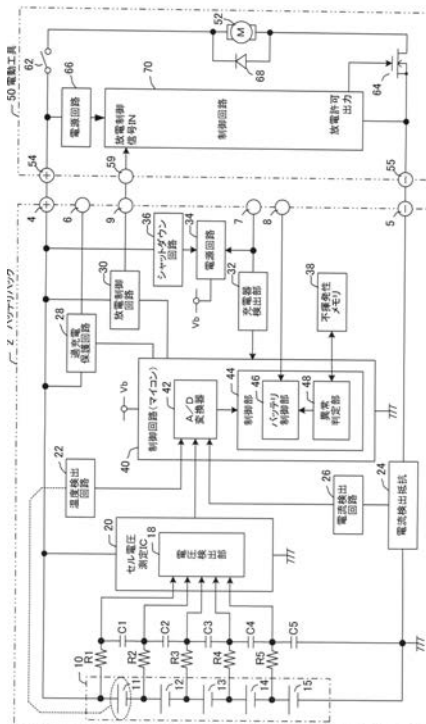 50 電動工具
62
52
M
68
66
電源回路
70
放電制御
信号IN
制御回路
放電許可
出力
64
54
59
55
4
6
9
7
8
5
2 バッテリパック
28
過充電
保護回路
30
放電制御
回路
36
シャットダウン
回路
34
電源回路
Vb
32
充電器
検出部
38
不揮発性
メモリ
Vb
40
制御回路(マイコン)
42
A/D
変換器
44
制御部
46
バッテリ
制御部
48
異常
判定部
22
温度検出
回路
26
電流検出
回路
24
電流検出抵抗
20
セル電圧
測定IC
18
電圧
検出部
10
R1
R2
R3
R4
R5
C1
C2
C3
C4
C5
11
12
13
14
15